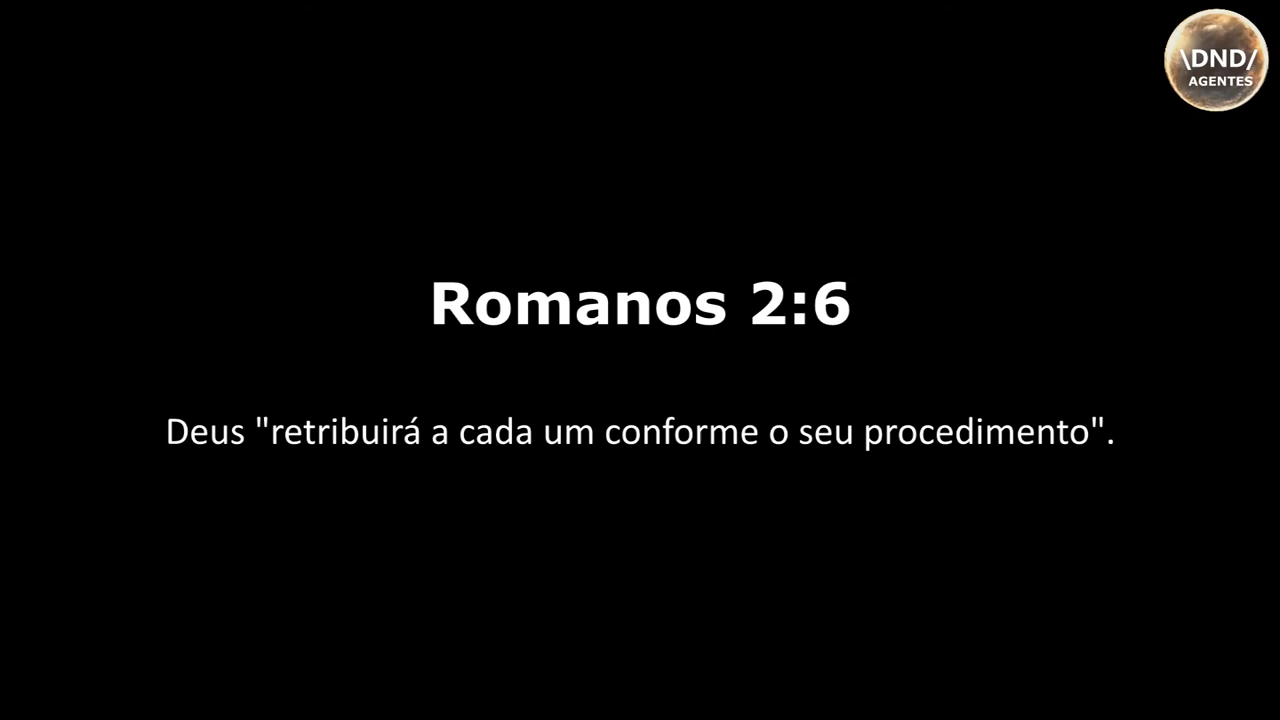 \DND/
AGENTES
Romanos 2:6
Deus "retribuirá a cada um conforme o seu procedimento".